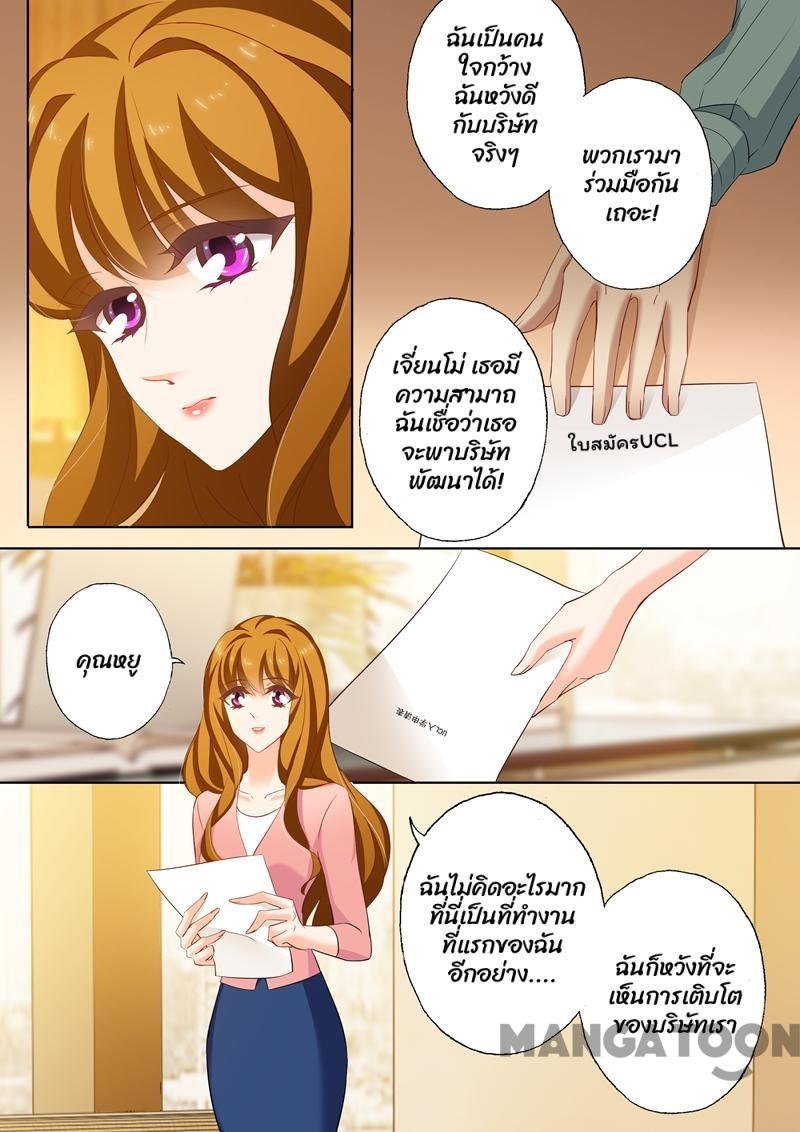 ฉันเป็นคน
ใจกว้าง
ฉันหวังดี
กับบริษัท
จริงๆ
พวกเรามา
ร่วมมือกัน
เถอะ!
เจี่ยนโม่ เธอมี
ความสามาถ
ฉันเชื่อว่าเธอ
จะพาบริษัท
พัฒนาได้!
ใบสมัครUCL
คุณหยู
UCL入学申请表
ฉันไม่คิดอะไรมาก
ที่นี่เป็นที่ทำงาน
ที่แรกของฉัน
อีกอย่าง....
ฉันก็หวังที่จะ
เห็นการเติบโต
ของบริษัทเรา
MANGATOON